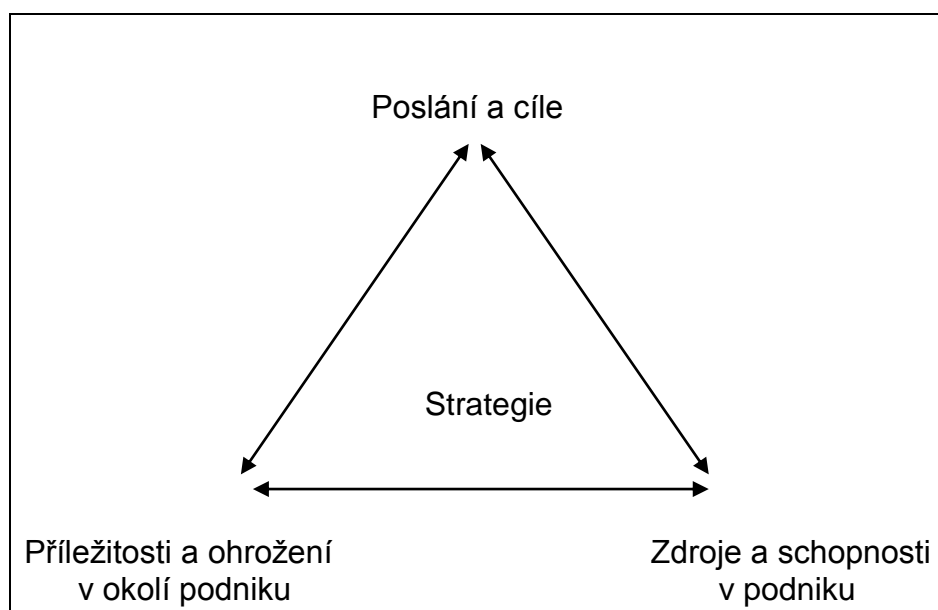 Poslání a cíle
Strategie
Příležitosti a ohrožení
v okolí podniku
Zdroje a schopnosti
v podniku